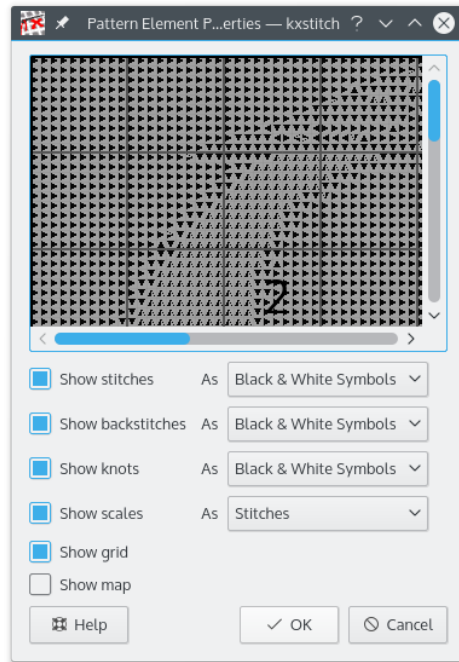 Pattern Element P...erties — kxstitch
2
Show stitches As Black & White Symbols
Show backstitches As Black & White Symbols
Show knots As Black & White Symbols
Show scales As Stitches
Show grid
Show map
Help OK Cancel